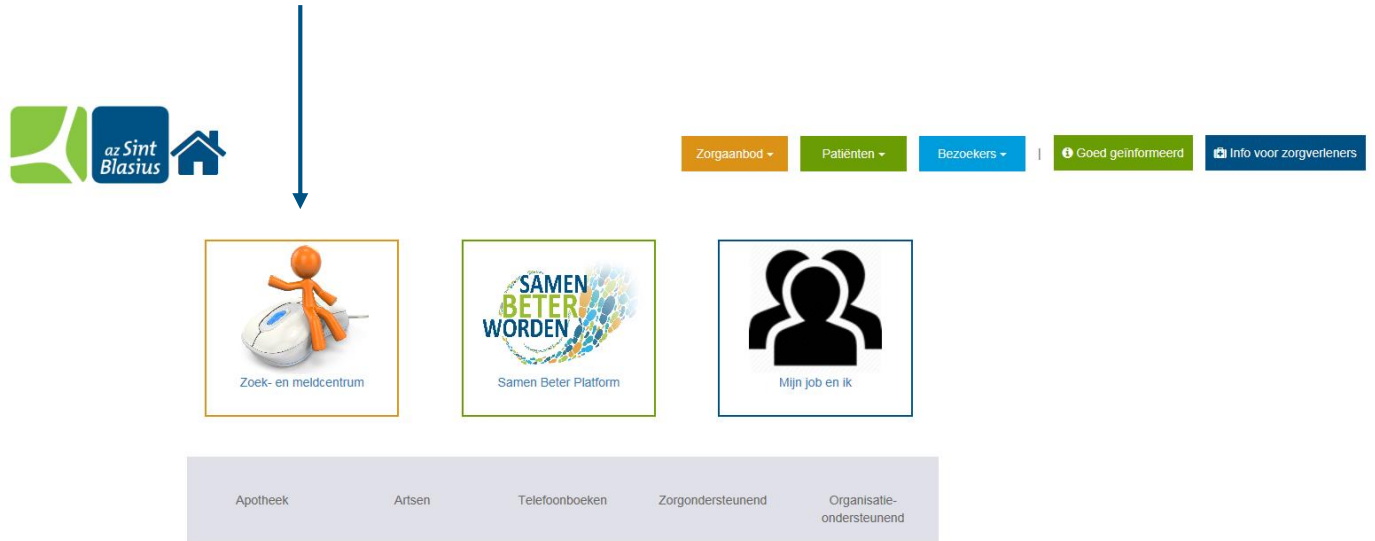 az Sint
Blasius
Zorgaanbod
Patiënten
Bezoekers
|
Goed geïnformeerd
Info voor zorgverleners
SAMEN
BETER
WORDEN
Zoek- en meldcentrum
Samen Beter Platform
Mijn job en ik
Apotheek
Artsen
Telefoonboeken
Zorgondersteunend
Organisatie-
ondersteunend